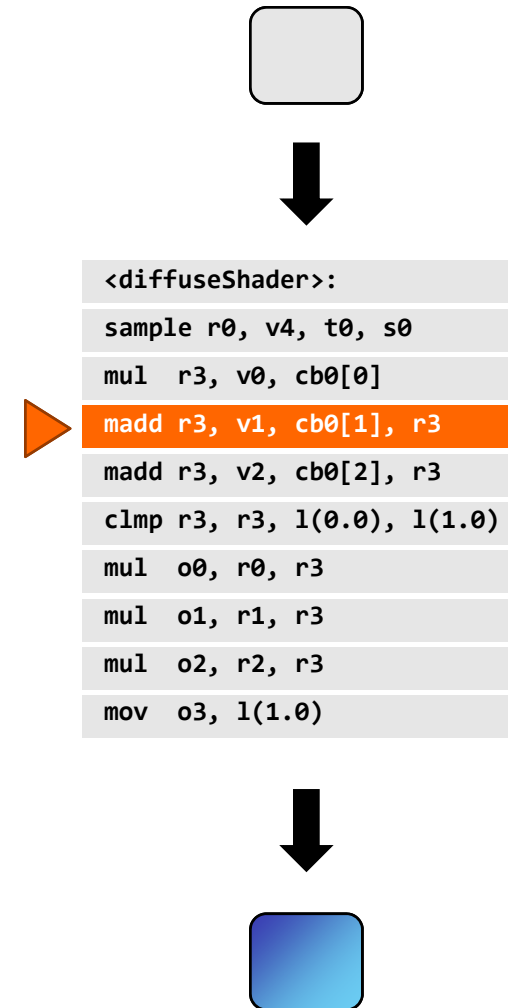 <diffuseShader>:
sample r0, v4, t0, s0
mul  r3, v0, cb0[0]
madd r3, v1, cb0[1], r3
madd r3, v2, cb0[2], r3
clmp r3, r3, l(0.0), l(1.0)
mul  o0, r0, r3
mul  o1, r1, r3
mul  o2, r2, r3
mov  o3, l(1.0)